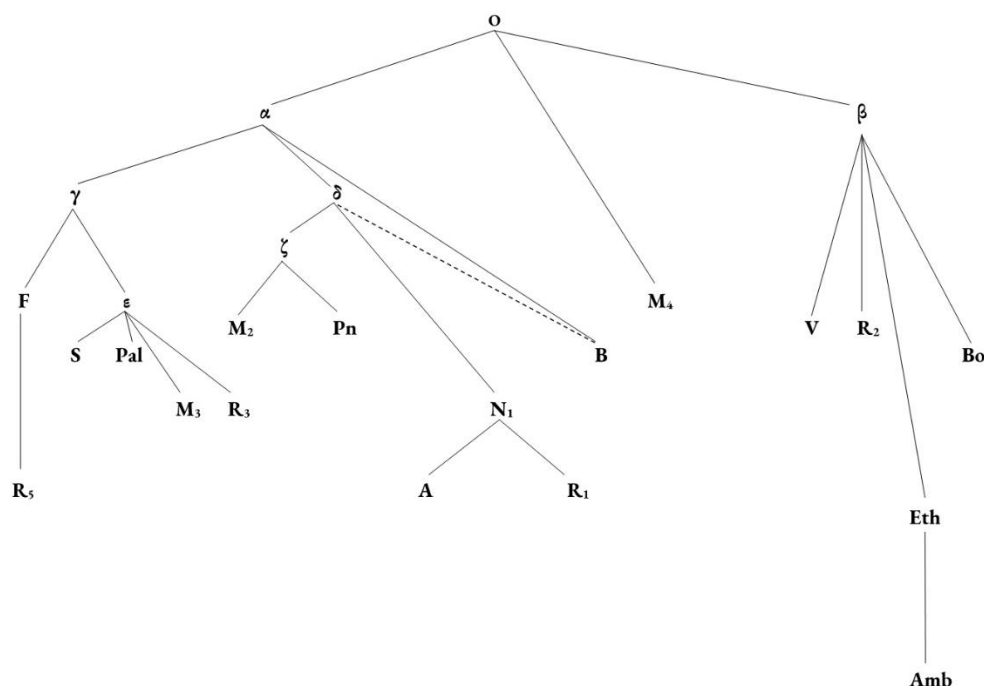 O
α β
γ δ
ζ
F ε M₄
M₂ Pn V R₂
S Pal B Bo
M₃ R₃ N₁
R₅ A R₁
Eth
Amb